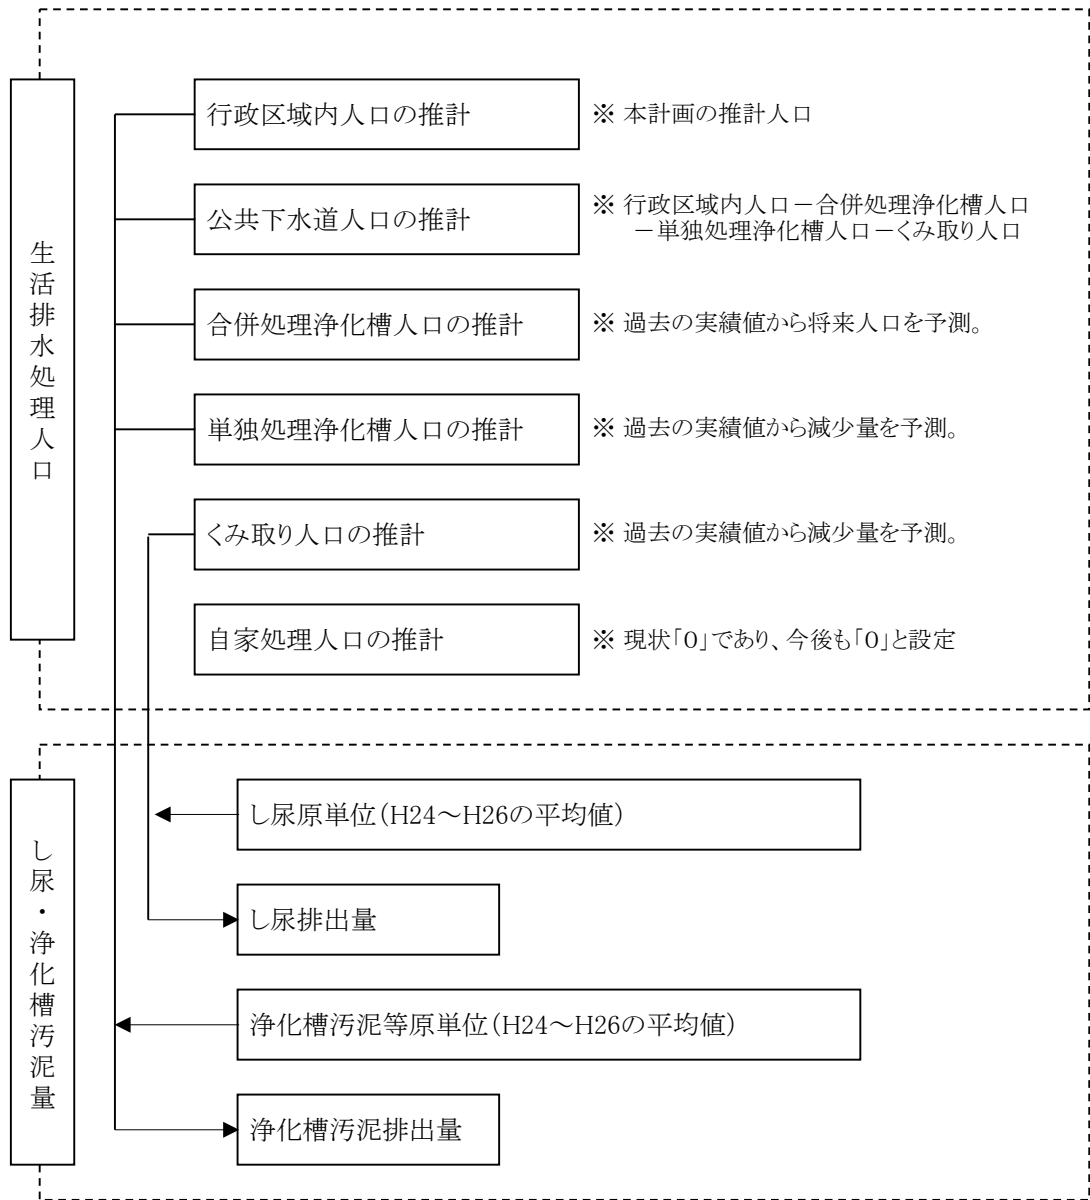 生活排水処理人口
行政区域内人口の推計
※ 本計画の推計人口
公共下水道人口の推計
※ 行政区域内人口－合併処理浄化槽人口
－単独処理浄化槽人口－くみ取り人口
合併処理浄化槽人口の推計
※ 過去の実績値から将来人口を予測。
単独処理浄化槽人口の推計
※ 過去の実績値から減少量を予測。
くみ取り人口の推計
※ 過去の実績値から減少量を予測。
自家処理人口の推計
※ 現状「0」であり、今後も「0」と設定
し尿・浄化槽汚泥量
し尿原単位(H24～H26の平均値)
し尿排出量
浄化槽汚泥等原単位(H24～H26の平均値)
浄化槽汚泥排出量